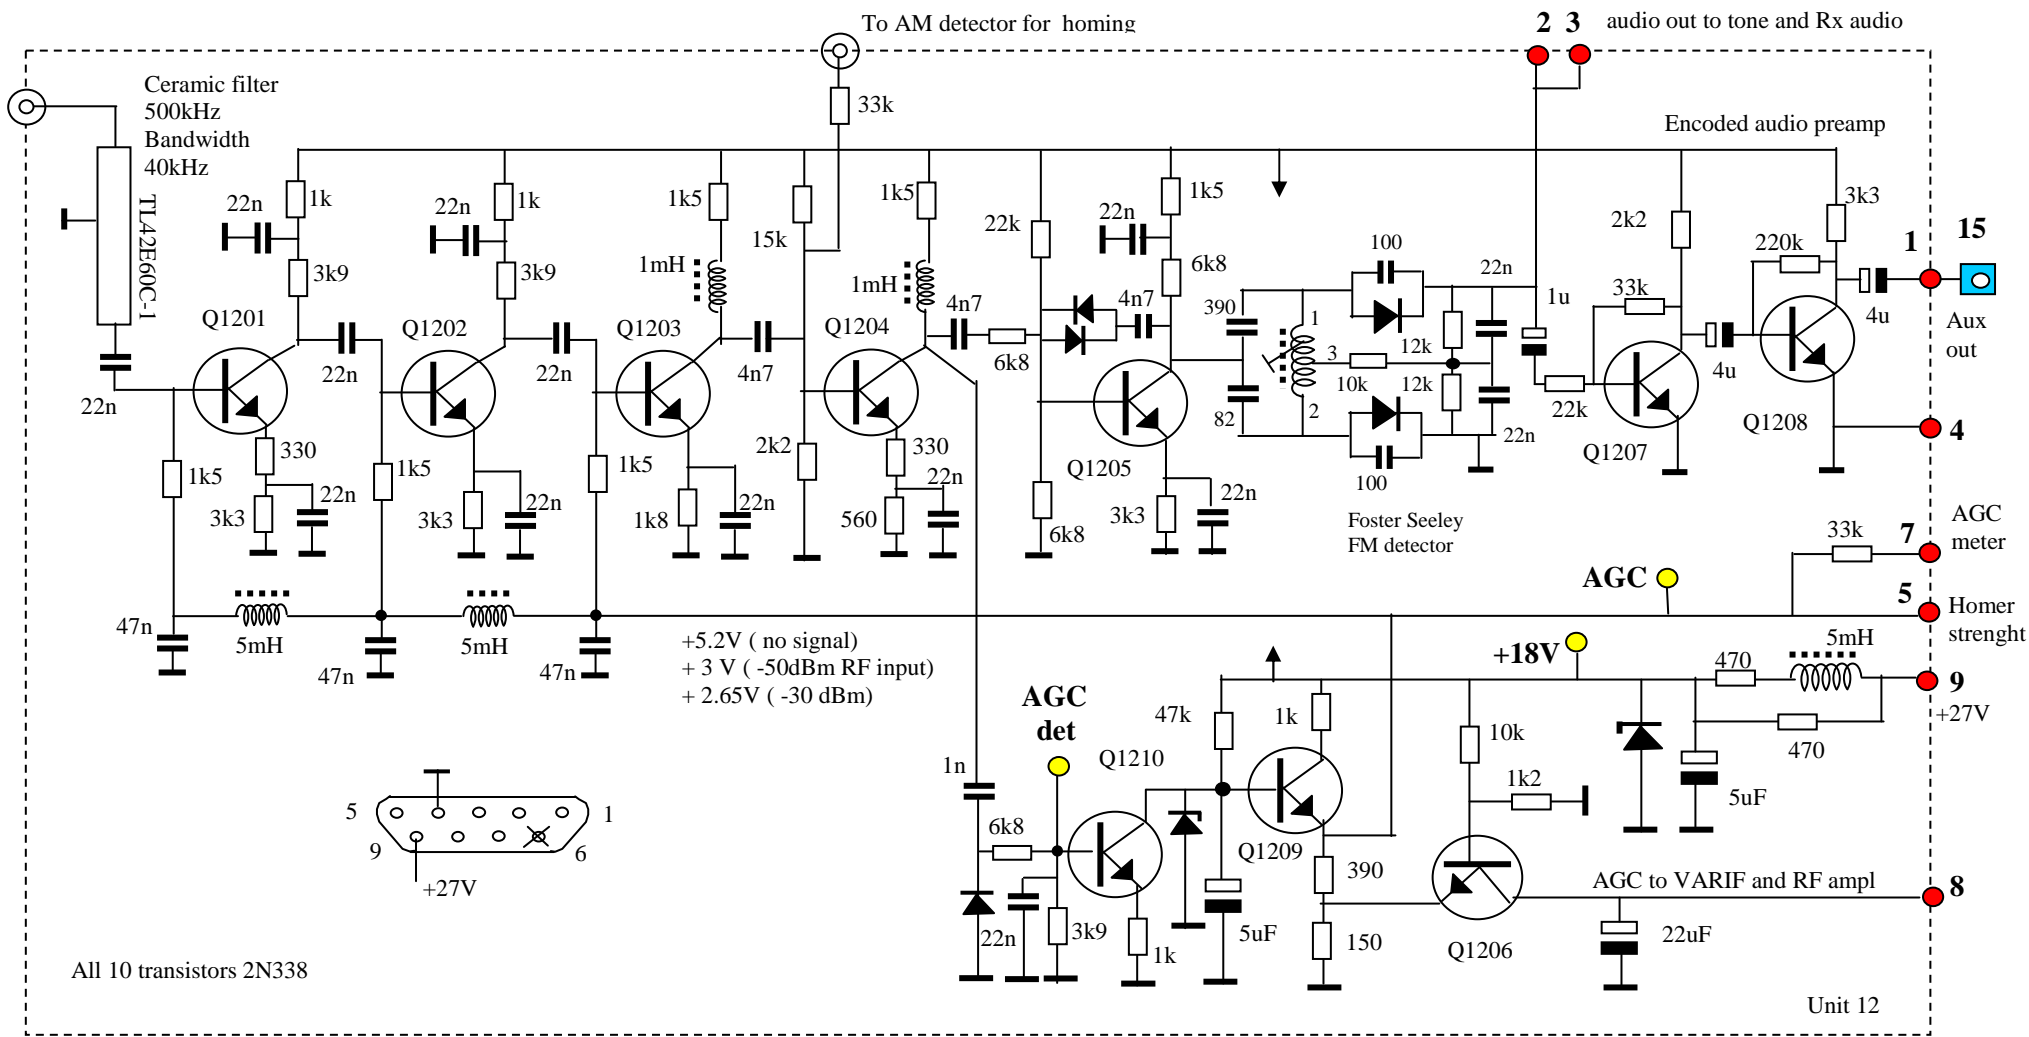 To AM detector for homing
2 3 audio out to tone and Rx audio
Ceramic filter
500kHz
Bandwidth
40kHz
TL42E60C-1
33k
Encoded audio preamp
22n
1k
22n
1k
1k5
15k
1k5
22k
22n
1k5
2k2
3k3
3k9
3k9
1mH
1mH
6k8
100
22n
220k
1
15
Q1201
Q1202
Q1203
Q1204
4n7
4n7
390
1
1u
33k
4u
Aux
out
22n
22n
22n
4n7
6k8
3
12k
10k
12k
4u
22k
82
2
22n
Q1205
Q1207
Q1208
4
330
1k5
1k5
1k5
2k2
330
22n
22n
22n
22n
22n
100
3k3
3k3
1k8
560
6k8
3k3
Foster Seeley
FM detector
33k
7
AGC
meter
AGC
5
Homer
strenght
47n
5mH
47n
5mH
47n
+5.2V ( no signal)
+ 3 V ( -50dBm RF input)
+ 2.65V ( -30 dBm)
+18V
470
5mH
9
+27V
470
AGC
det
47k
1k
10k
Q1210
1n
1k2
5uF
5
1
9
6
+27V
6k8
Q1209
390
AGC to VARIF and RF ampl
8
22n
3k9
1k
5uF
150
Q1206
22uF
All 10 transistors 2N338
Unit 12